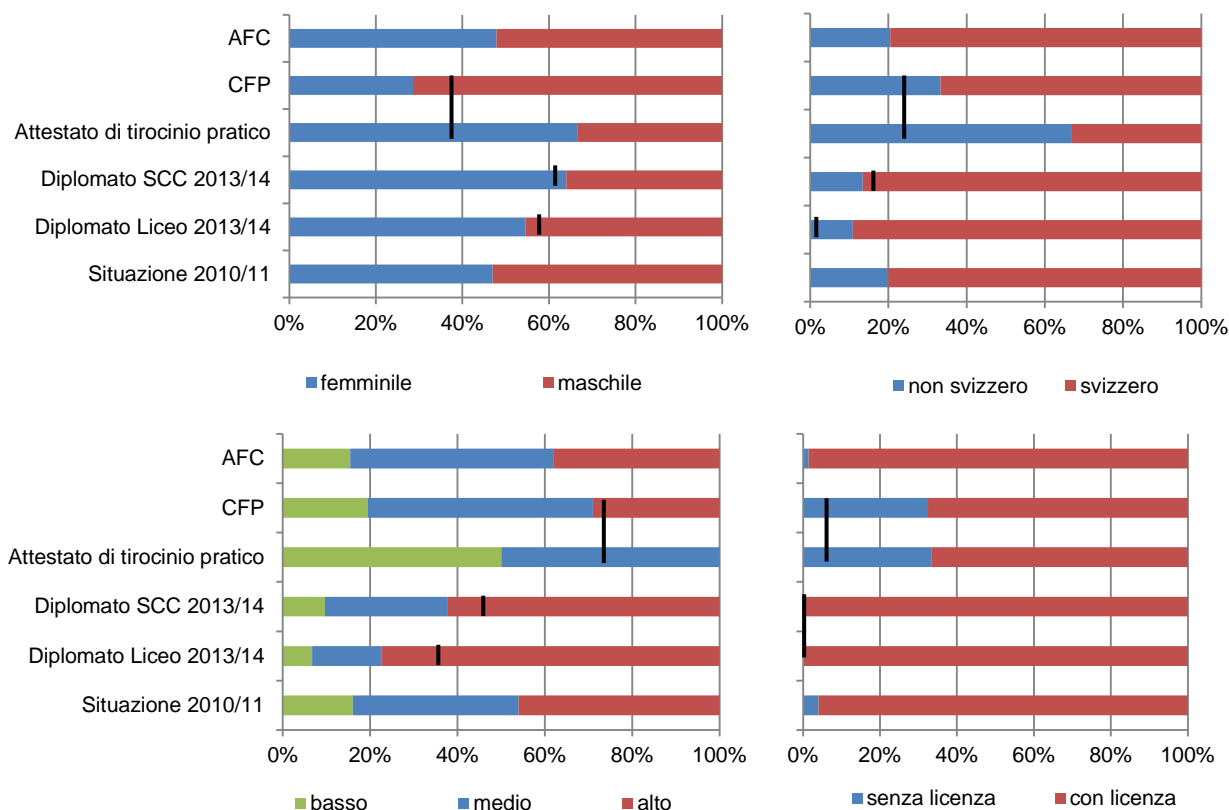 AFC
CFP
Attestato di tirocinio pratico
Diplomato SCC 2013/14
Diplomato Liceo 2013/14
Situazione 2010/11
0% 20% 40% 60% 80% 100%
femminile maschile
0% 20% 40% 60% 80% 100%
non svizzero svizzero
AFC
CFP
Attestato di tirocinio pratico
Diplomato SCC 2013/14
Diplomato Liceo 2013/14
Situazione 2010/11
0% 20% 40% 60% 80% 100%
basso medio alto
0% 20% 40% 60% 80% 100%
senza licenza con licenza